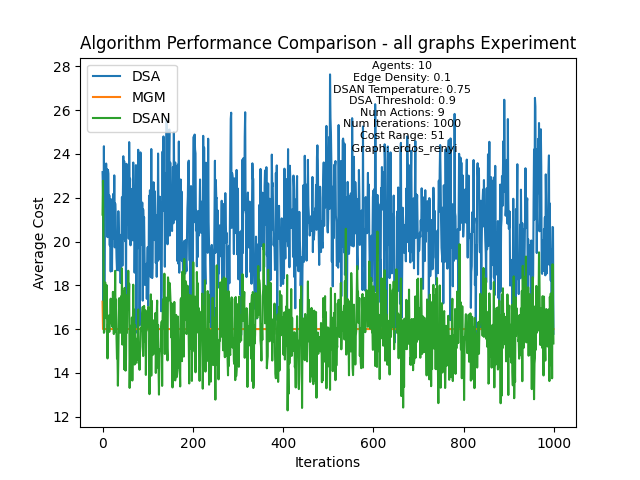 Algorithm Performance Comparison - all graphs Experiment
28
26
24
22
20
18
16
14
12
Average Cost
DSA
MGM
DSAN
Agents: 10
Edge Density: 0.1
DSAN Temperature: 0.75
DSA Threshold: 0.9
Num Actions: 9
Num Iterations: 1000
Cost Range: 51
Graph_erdos_renyi
0
200
400
600
800
1000
Iterations